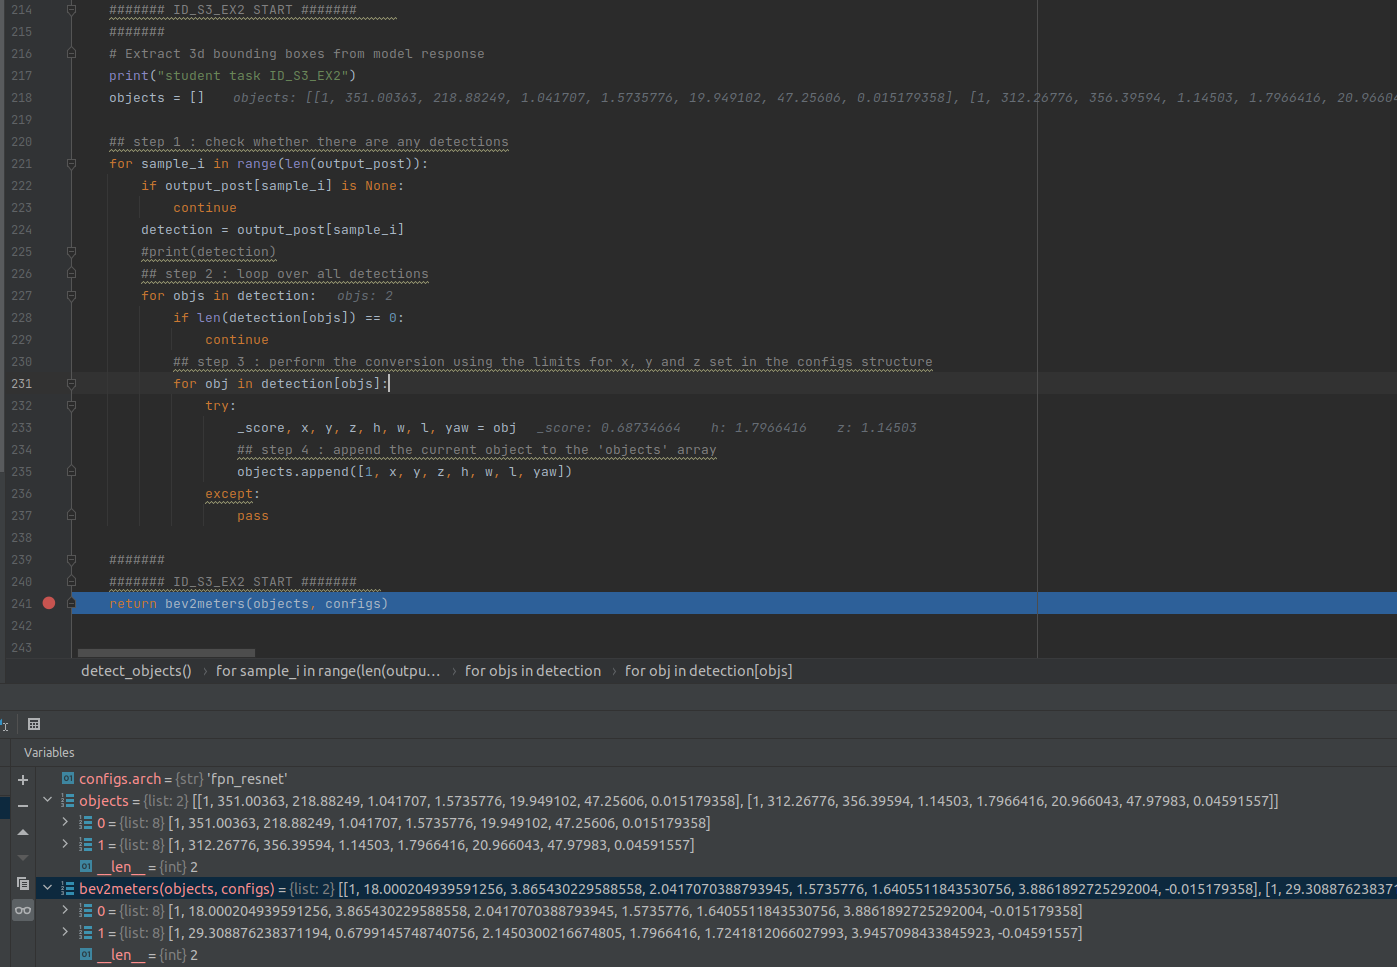 214 ####### ID_S3_EX2 START #######
215 #######
216 # Extract 3d bounding boxes from model response
217 print("student task ID_S3_EX2")
218 objects = [] objects: [[1, 351.00363, 218.88249, 1.041707, 1.5735776, 19.949102, 47.25606, 0.015179358], [1, 312.26776, 356.39594, 1.14503, 1.7966416, 20.96604
219
220 ## step 1 : check whether there are any detections
221 for sample_i in range(len(output_post)):
222 if output_post[sample_i] is None:
223 continue
224 detection = output_post[sample_i]
225 #print(detection)
226 ## step 2 : loop over all detections
227 for objs in detection: objs: 2
228 if len(detection[objs]) == 0:
229 continue
230 ## step 3 : perform the conversion using the limits for x, y and z set in the configs structure
231 for obj in detection[objs]:
232 try:
233 _score, x, y, z, h, w, l, yaw = obj _score: 0.68734664 h: 1.7966416 z: 1.14503
234 ## step 4 : append the current object to the 'objects' array
235 objects.append([1, x, y, z, h, w, l, yaw])
236 except:
237 pass
238
239 #######
240 ####### ID_S3_EX2 START #######
241 return bev2meters(objects, configs)
242
243
detect_objects() › for sample_i in range(len(outpu... › for objs in detection › for obj in detection[objs]
Variables
configs.arch = {str} 'fpn_resnet'
objects = {list: 2} [[1, 351.00363, 218.88249, 1.041707, 1.5735776, 19.949102, 47.25606, 0.015179358], [1, 312.26776, 356.39594, 1.14503, 1.7966416, 20.966043, 47.97983, 0.04591557]]
0 = {list: 8} [1, 351.00363, 218.88249, 1.041707, 1.5735776, 19.949102, 47.25606, 0.015179358]
1 = {list: 8} [1, 312.26776, 356.39594, 1.14503, 1.7966416, 20.966043, 47.97983, 0.04591557]
__len__ = {int} 2
bev2meters(objects, configs) = {list: 2} [[1, 18.000204939591256, 3.865430229588558, 2.0417070388793945, 1.5735776, 1.6405511843530756, 3.8861892725292004, -0.015179358], [1, 29.308876238371
0 = {list: 8} [1, 18.000204939591256, 3.865430229588558, 2.0417070388793945, 1.5735776, 1.6405511843530756, 3.8861892725292004, -0.015179358]
1 = {list: 8} [1, 29.308876238371194, 0.6799145748740756, 2.1450300216674805, 1.7966416, 1.7241812066027993, 3.9457098433845923, -0.04591557]
__len__ = {int} 2